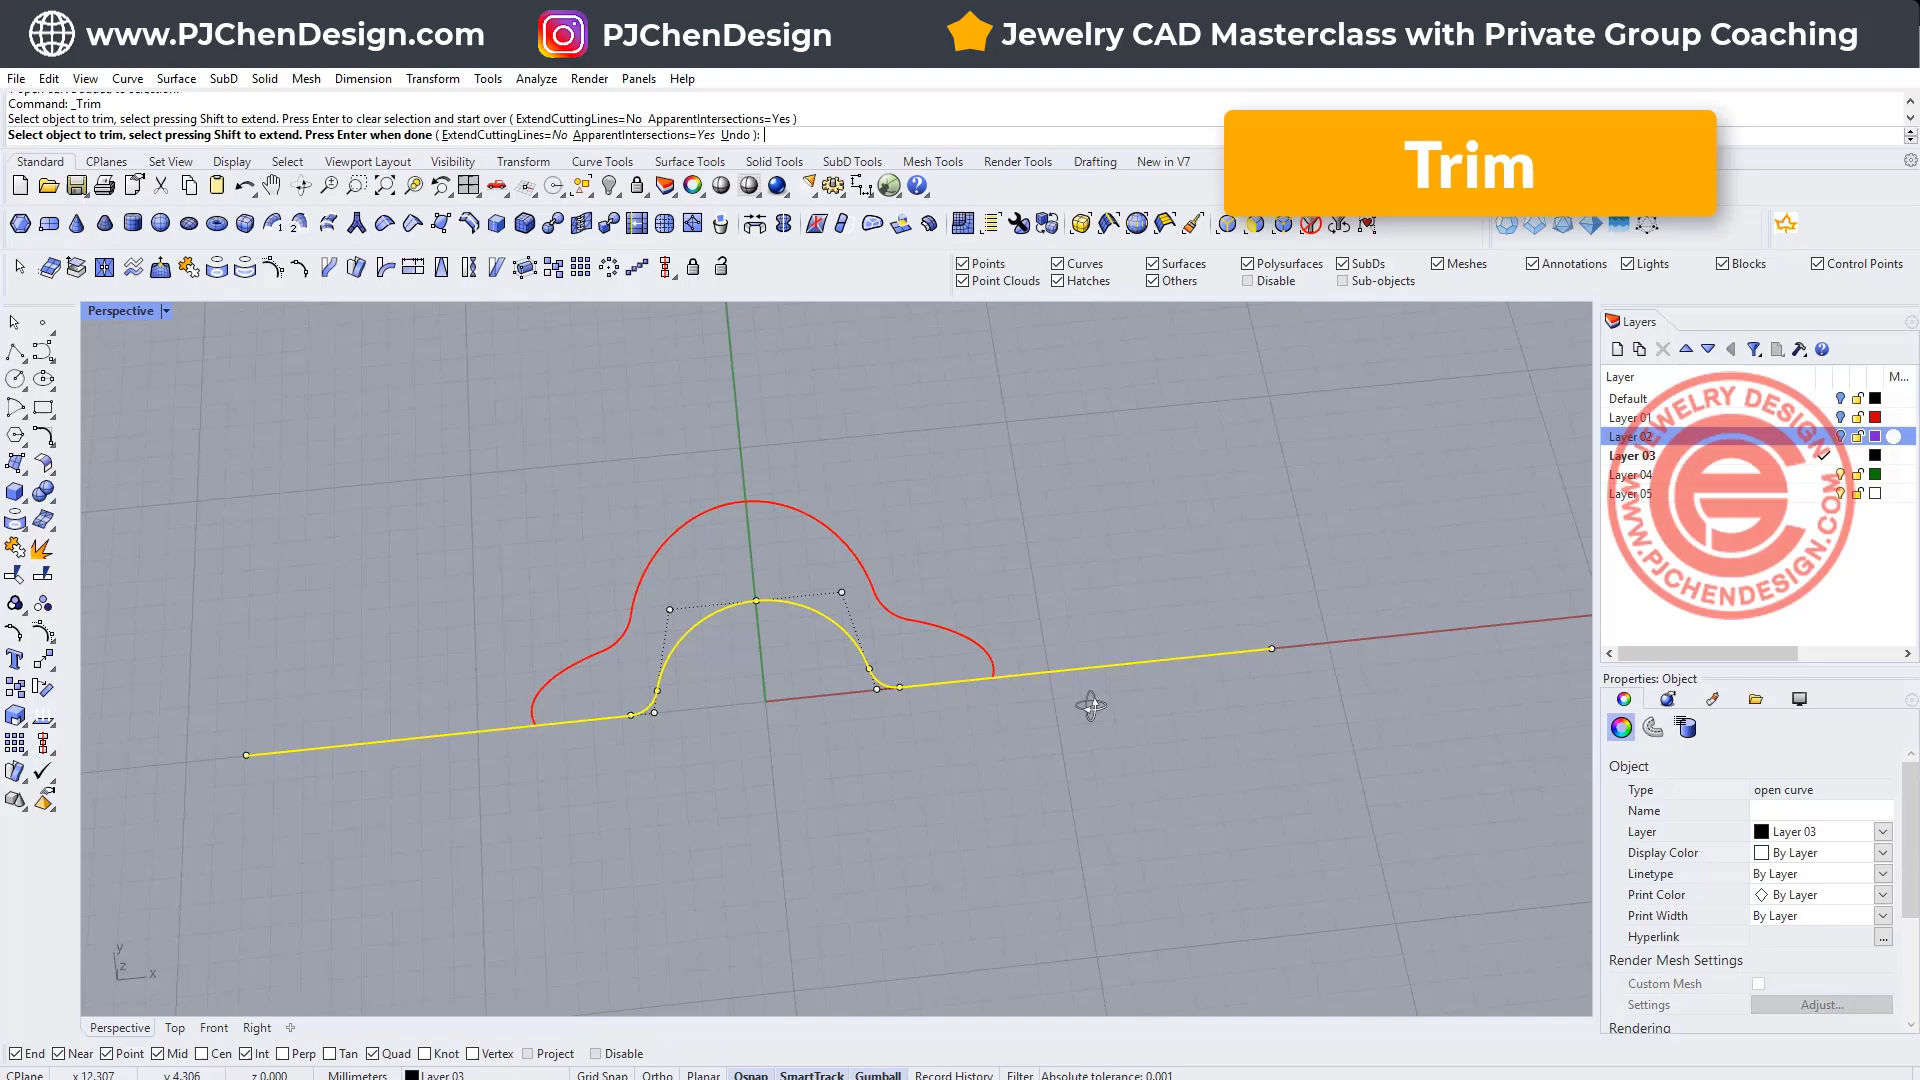 www.PJChenDesign.com PJChenDesign Jewelry CAD Masterclass with Private Group Coaching
File Edit View Curve Surface SubD Solid Mesh Dimension Transform Tools Analyze Render Panels Help
Command: _Trim
Select object to trim, select pressing Shift to extend. Press Enter to clear selection and start over ( ExtendCuttingLines=No ApparentIntersections=Yes )
Select object to trim, select pressing Shift to extend. Press Enter when done ( ExtendCuttingLines=No ApparentIntersections=Yes Undo ):
Trim
Standard CPlanes Set View Display Select Viewport Layout Visibility Transform Curve Tools Surface Tools Solid Tools SubD Tools Mesh Tools Render Tools Drafting New in V7
Points Curves Surfaces Polysurfaces SubDs Meshes Annotations Lights Blocks Control Points
Point Clouds Hatches Others Disable Sub-objects
Perspective
Layers
Layer M...
Default
Layer 01
Layer 02
Layer 03
Layer 04
Layer 05
JEWELRY DESIGN
WWW.PJCHENDESIGN.COM
Properties: Object
Object
Type open curve
Name
Layer Layer 03
Display Color By Layer
Linetype By Layer
Print Color By Layer
Print Width By Layer
Hyperlink ...
Render Mesh Settings
Custom Mesh
Settings Adjust...
Rendering
y
z x
Perspective Top Front Right
End Near Point Mid Cen Int Perp Tan Quad Knot Vertex Project Disable
CPlane x 12.307 y 4.306 z 0.000 Millimeters Layer 03 Grid Snap Ortho Planar Osnap SmartTrack Gumball Record History Filter Absolute tolerance: 0.001